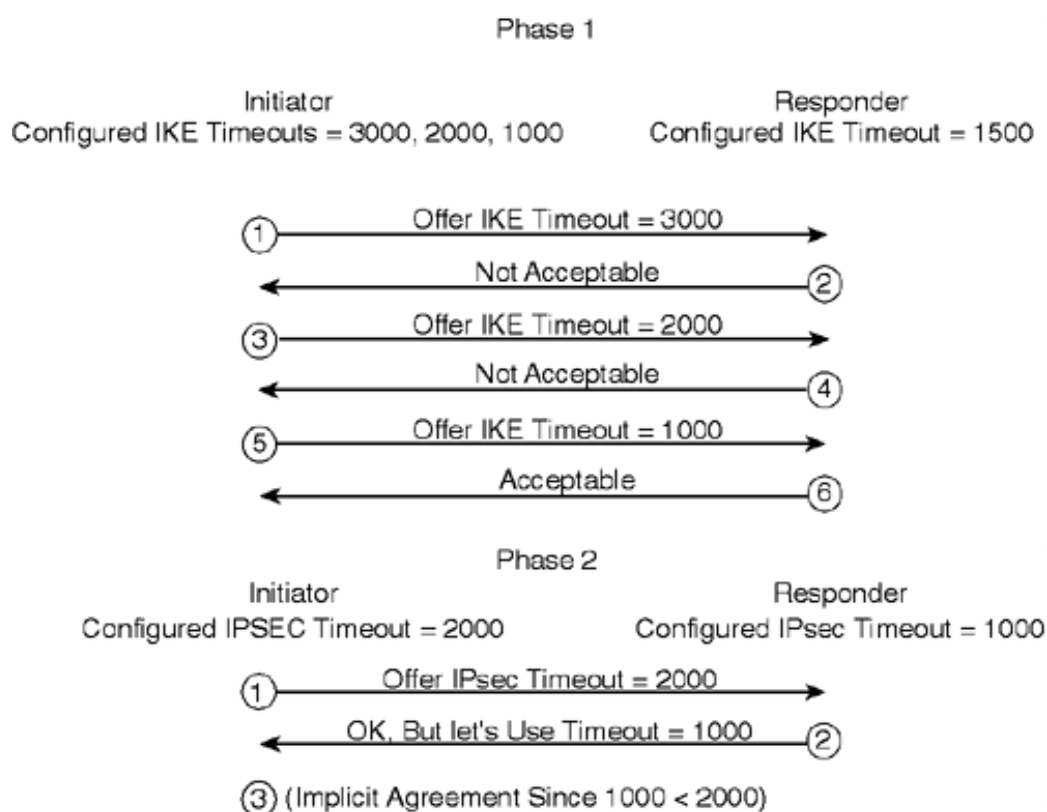 Phase 1
Initiator
Responder
Configured IKE Timeouts = 3000, 2000, 1000
Configured IKE Timeout = 1500
1 Offer IKE Timeout = 3000
Not Acceptable 2
3 Offer IKE Timeout = 2000
Not Acceptable 4
5 Offer IKE Timeout = 1000
Acceptable 6
Phase 2
Initiator
Responder
Configured IPSEC Timeout = 2000
Configured IPsec Timeout = 1000
1 Offer IPsec Timeout = 2000
OK, But let's Use Timeout = 1000 2
3 (Implicit Agreement Since 1000 < 2000)